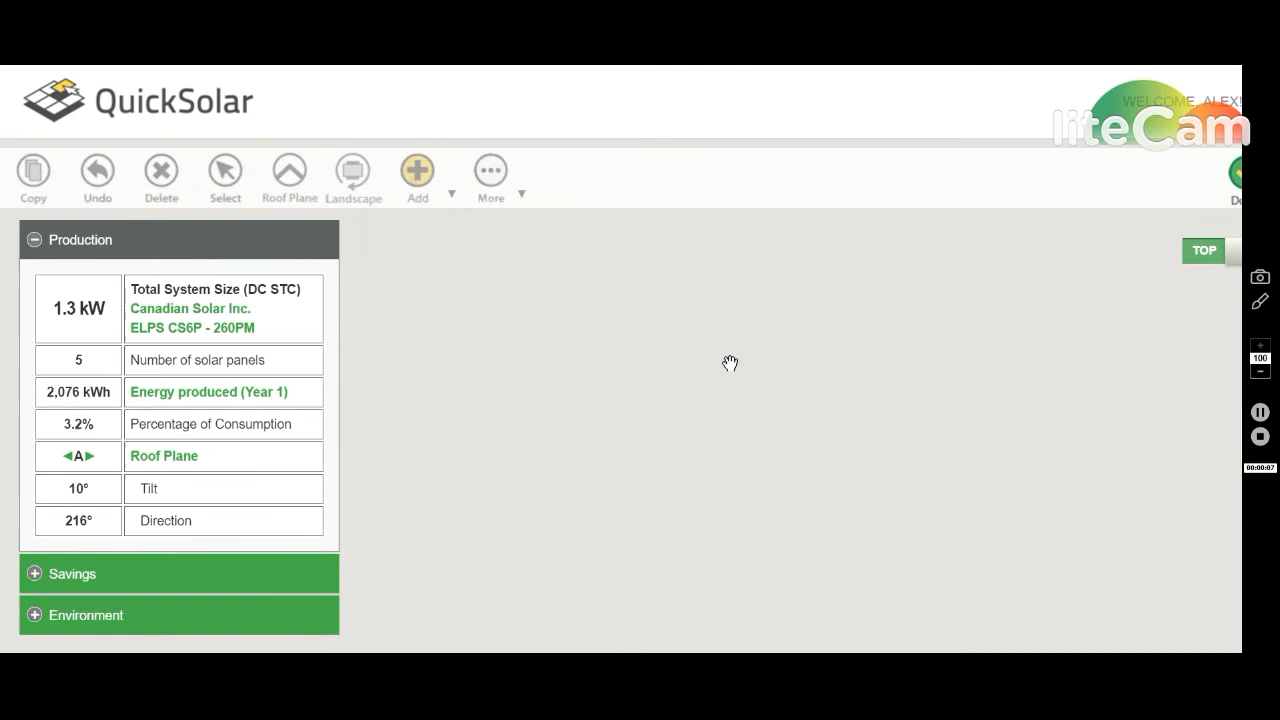 QuickSolar
WELCOME, ALEX!
liteCam
Copy
Undo
Delete
Select
Roof Plane
Landscape
Add
More
Do
Production
TOP
1.3 kW
Total System Size (DC STC)
Canadian Solar Inc.
ELPS CS6P - 260PM
5
Number of solar panels
2,076 kWh
Energy produced (Year 1)
3.2%
Percentage of Consumption
◀A▶
Roof Plane
10°
Tilt
216°
Direction
Savings
Environment
100
00:00:07